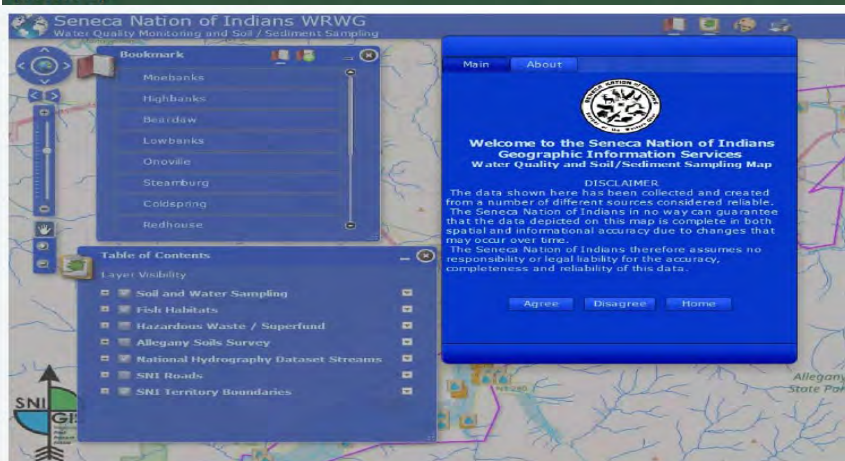 Seneca Nation of Indians WRWG
Water Quality Monitoring and Soil / Sediment Sampling
Bookmark
Moebanks
Highbanks
Beardaw
Lowbanks
Onoville
Steamburg
Coldspring
Redhouse
Table of Contents
Layer Visibility
Soil and Water Sampling
Fish Habitats
Hazardous Waste / Superfund
Allegany Soils Survey
National Hydrography Dataset Streams
SNI Roads
SNI Territory Boundaries
Main
About
Welcome to the Seneca Nation of Indians
Geographic Information Services
Water Quality and Soil/Sediment Sampling Map
DISCLAIMER
The data shown here has been collected and created
from a number of different sources considered reliable.
The Seneca Nation of Indians in no way can guarantee
that the data depicted on this map is complete in both
spatial and informational accuracy due to changes that
may occur over time.
The Seneca Nation of Indians therefore assumes no
responsibility or legal liability for the accuracy,
completeness and reliability of this data.
Agree
Disagree
Home
Allegany
State Par
SNI
GI